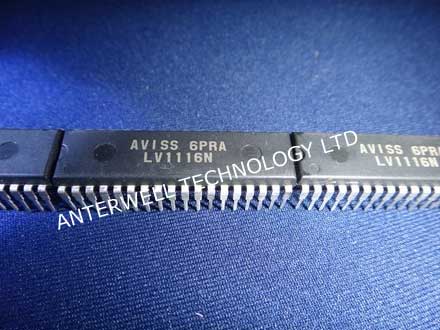 AVISS 6PRA
LV1116N
AVISS 6PRA
LV1116N
ANTERWELL TECHNOLOGY LTD